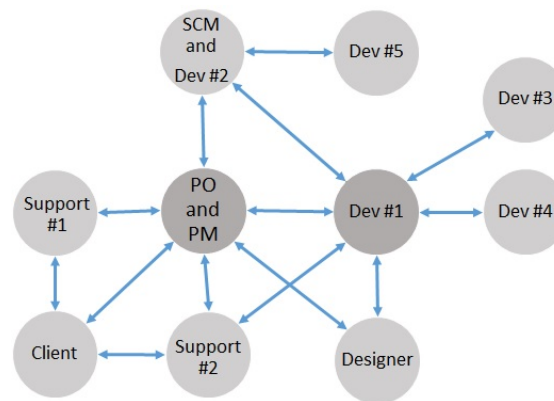 SCM
and
Dev #2
Dev #5
Dev #3
Support
#1
PO
and
PM
Dev #1
Dev #4
Client
Support
#2
Designer